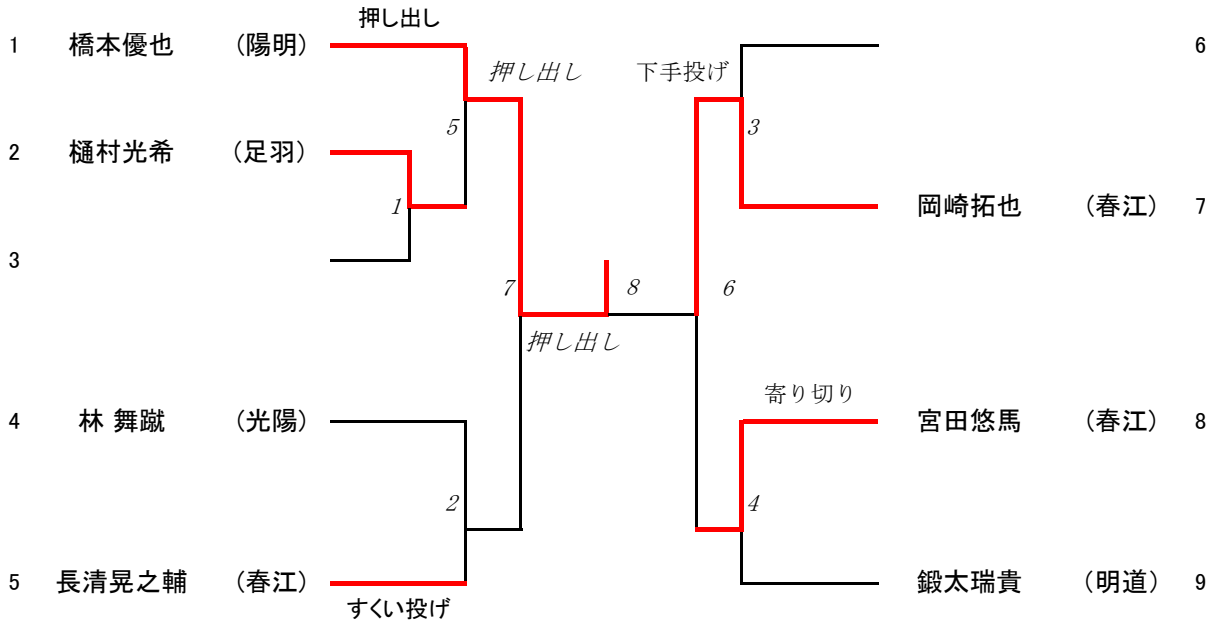 押し出し
1 橋本優也 (陽明)
6
押し出し
下手投げ
5
3
2 樋村光希 (足羽)
1
岡崎拓也 (春江) 7
3
7
8
6
押し出し
寄り切り
4 林 舞蹴 (光陽)
宮田悠馬 (春江) 8
2
4
5 長清晃之輔 (春江)
鍛太瑞貴 (明道) 9
すくい投げ